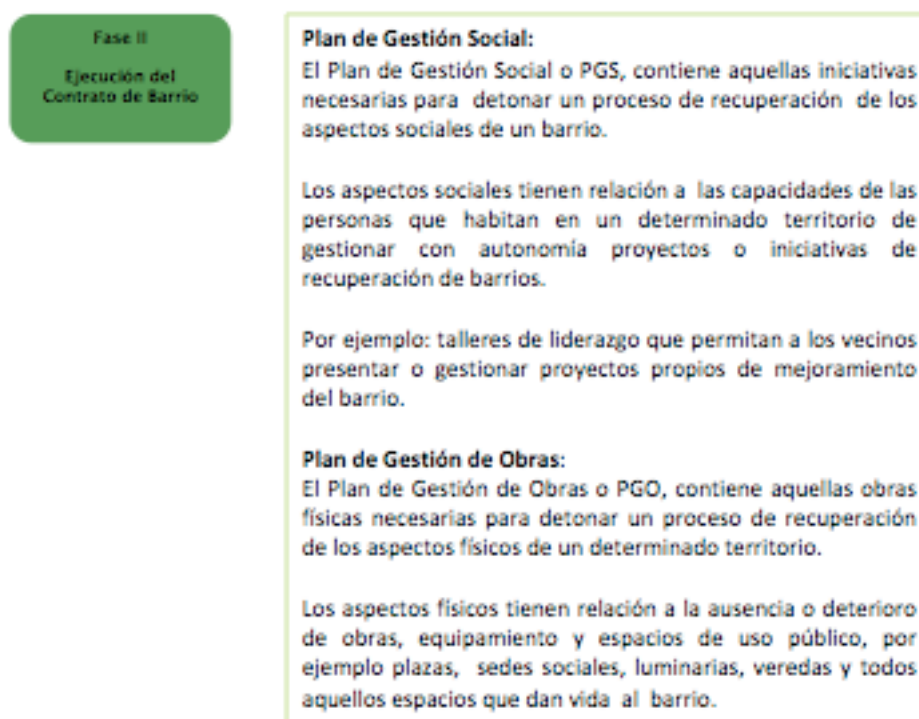 Fase II
Ejecución del
Contrato de Barrio
Plan de Gestión Social:
El Plan de Gestión Social o PGS, contiene aquellas iniciativas
necesarias para detonar un proceso de recuperación de los
aspectos sociales de un barrio.
Los aspectos sociales tienen relación a las capacidades de las
personas que habitan en un determinado territorio de
gestionar con autonomía proyectos o iniciativas de
recuperación de barrios.
Por ejemplo: talleres de liderazgo que permitan a los vecinos
presentar o gestionar proyectos propios de mejoramiento
del barrio.
Plan de Gestión de Obras:
El Plan de Gestión de Obras o PGO, contiene aquellas obras
físicas necesarias para detonar un proceso de recuperación
de los aspectos físicos de un determinado territorio.
Los aspectos físicos tienen relación a la ausencia o deterioro
de obras, equipamiento y espacios de uso público, por
ejemplo plazas, sedes sociales, luminarias, veredas y todos
aquellos espacios que dan vida al barrio.